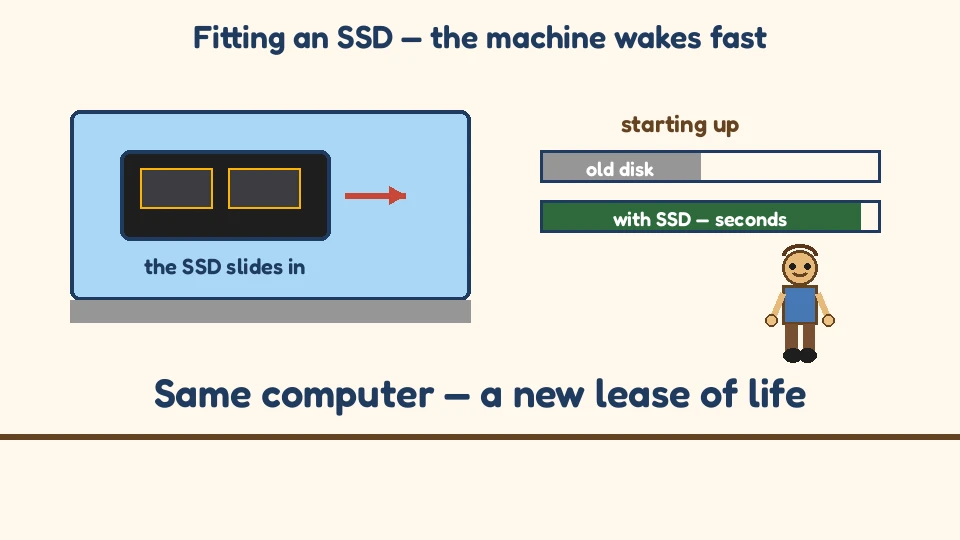 Fitting an SSD — the machine wakes fast
starting up
old disk
with SSD — seconds
the SSD slides in
Same computer — a new lease of life